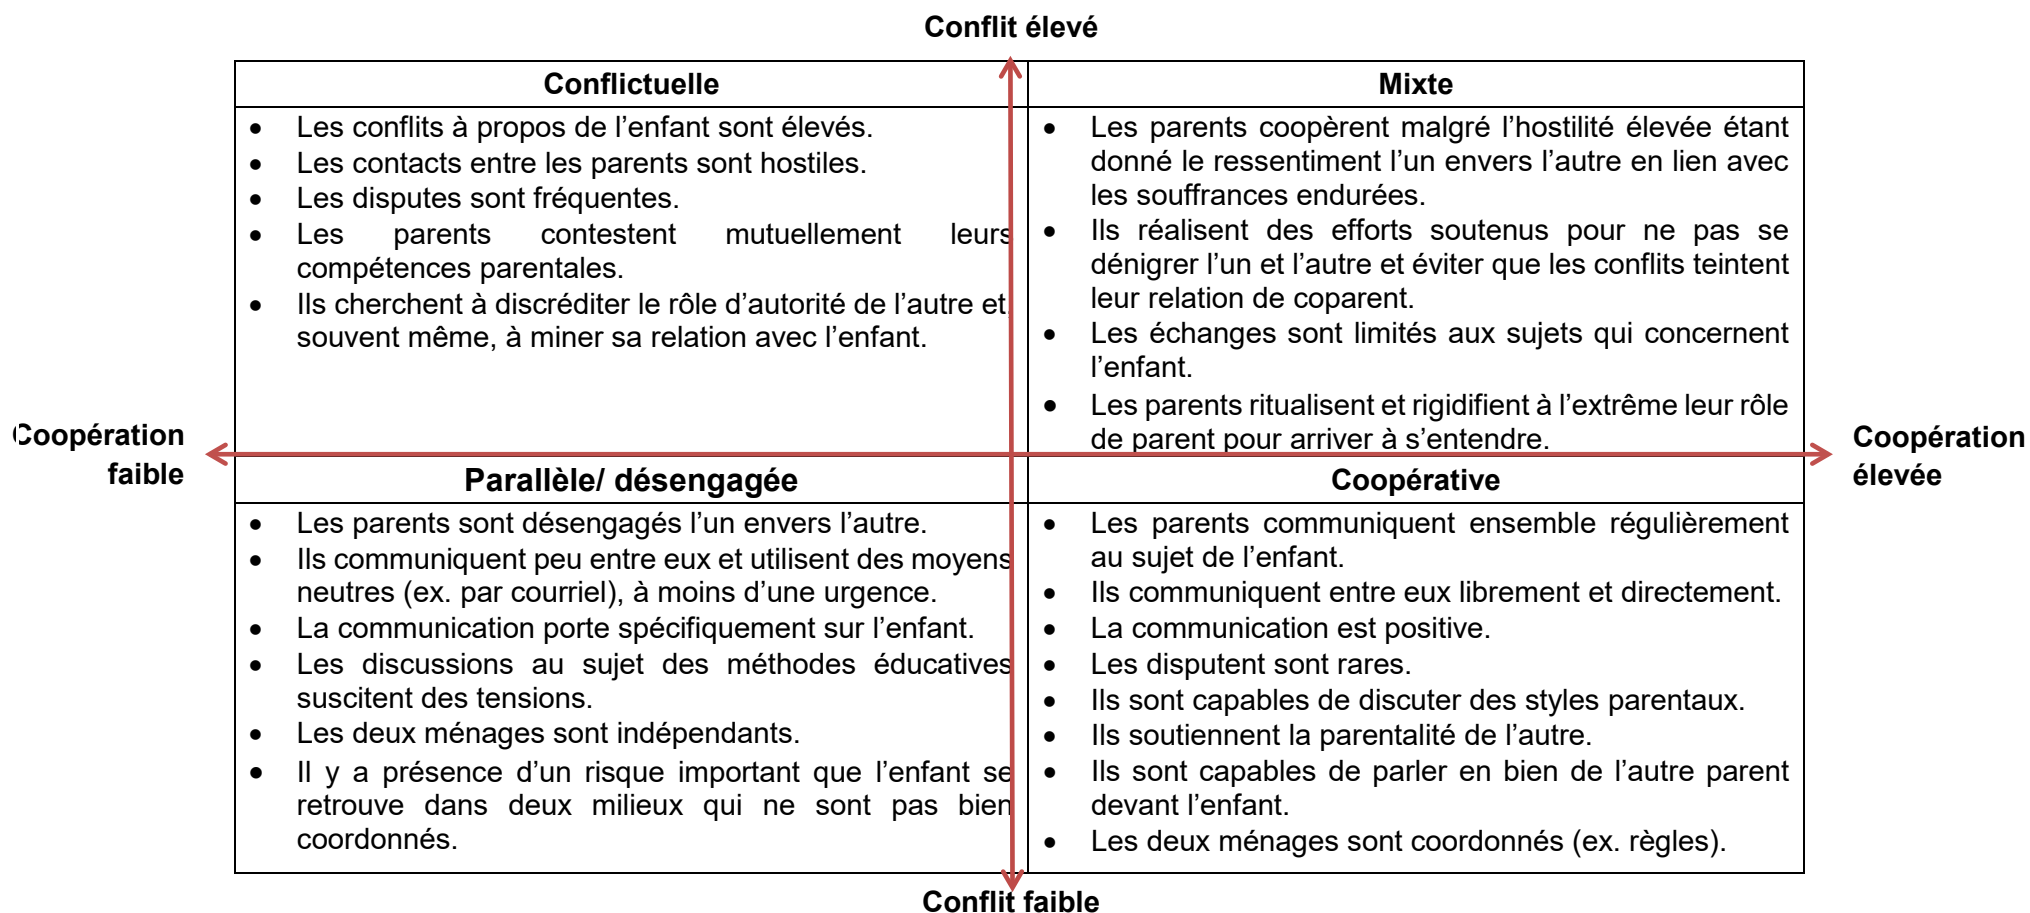 Conflit élevé
Conflictuelle
• Les conflits à propos de l’enfant sont élevés.
• Les contacts entre les parents sont hostiles.
• Les disputes sont fréquentes.
• Les parents contestent mutuellement leurs
compétences parentales.
• Ils cherchent à discréditer le rôle d’autorité de l’autre et,
souvent même, à miner sa relation avec l’enfant.
Mixte
• Les parents coopèrent malgré l’hostilité élevée étant
donné le ressentiment l’un envers l’autre en lien avec
les souffrances endurées.
• Ils réalisent des efforts soutenus pour ne pas se
dénigrer l’un et l’autre et éviter que les conflits teintent
leur relation de coparent.
• Les échanges sont limités aux sujets qui concernent
l’enfant.
• Les parents ritualisent et rigidifient à l’extrême leur rôle
de parent pour arriver à s’entendre.
Coopération
faible
Coopération
élevée
Parallèle/ désengagée
• Les parents sont désengagés l’un envers l’autre.
• Ils communiquent peu entre eux et utilisent des moyens
neutres (ex. par courriel), à moins d’une urgence.
• La communication porte spécifiquement sur l’enfant.
• Les discussions au sujet des méthodes éducatives
suscitent des tensions.
• Les deux ménages sont indépendants.
• Il y a présence d’un risque important que l’enfant se
retrouve dans deux milieux qui ne sont pas bien
coordonnés.
Coopérative
• Les parents communiquent ensemble régulièrement
au sujet de l’enfant.
• Ils communiquent entre eux librement et directement.
• La communication est positive.
• Les disputent sont rares.
• Ils sont capables de discuter des styles parentaux.
• Ils soutiennent la parentalité de l’autre.
• Ils sont capables de parler en bien de l’autre parent
devant l’enfant.
• Les deux ménages sont coordonnés (ex. règles).
Conflit faible